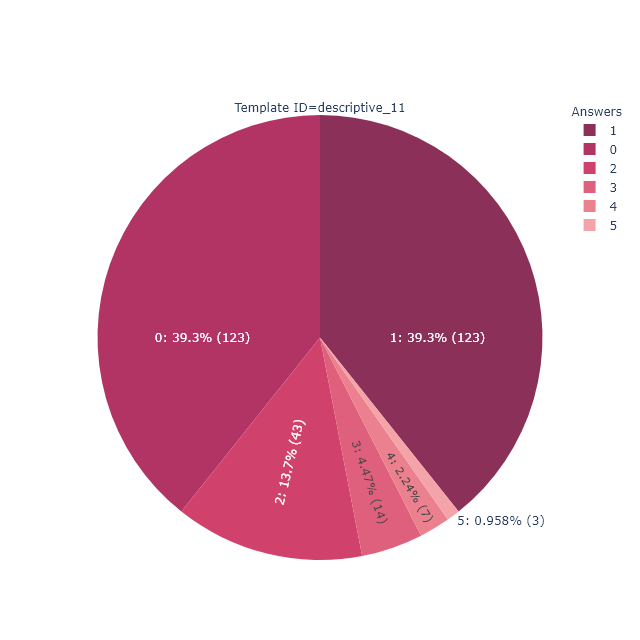 Template ID=descriptive_11
Answers
1
0
2
3
4
5
0: 39.3% (123)
1: 39.3% (123)
2: 13.7% (43)
3: 4.47% (14)
4: 2.24% (7)
5: 0.958% (3)